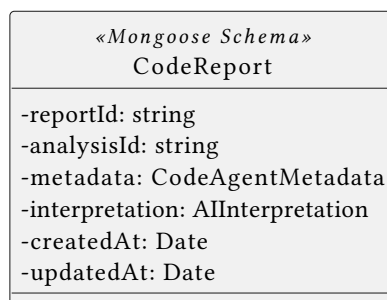 «Mongoose Schema»
CodeReport
-reportId: string
-analysisId: string
-metadata: CodeAgentMetadata
-interpretation: AIInterpretation
-createdAt: Date
-updatedAt: Date